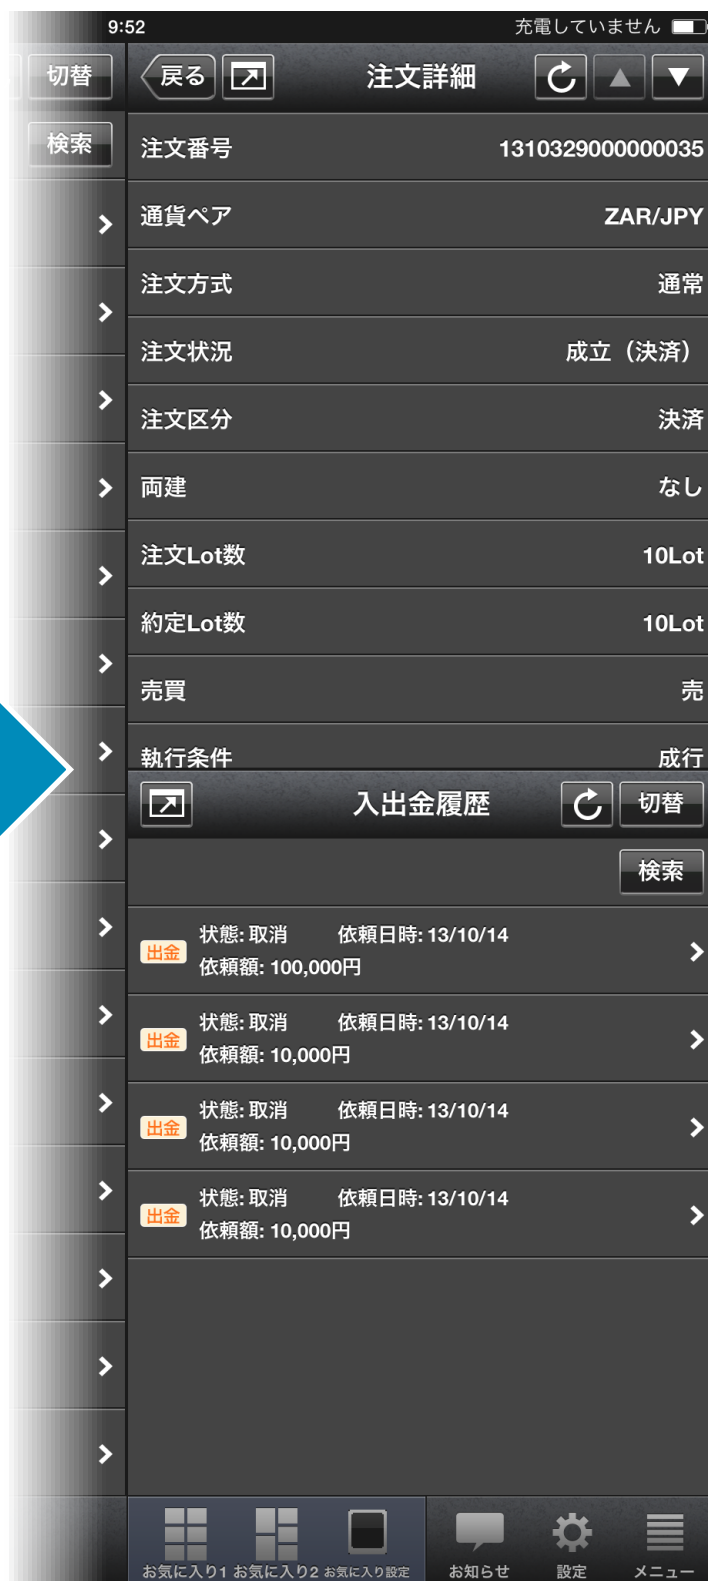 9:52 充電していません
切替 戻る 注文詳細
検索
注文番号 1310329000000035
通貨ペア ZAR/JPY
注文方式 通常
注文状況 成立（決済）
注文区分 決済
両建 なし
注文Lot数 10Lot
約定Lot数 10Lot
売買 売
執行条件 成行
入出金履歴 切替
検索
出金 状態: 取消 依頼日時: 13/10/14
依頼額: 100,000円
出金 状態: 取消 依頼日時: 13/10/14
依頼額: 10,000円
出金 状態: 取消 依頼日時: 13/10/14
依頼額: 10,000円
出金 状態: 取消 依頼日時: 13/10/14
依頼額: 10,000円
お気に入り1 お気に入り2 お気に入り設定 お知らせ 設定 メニュー